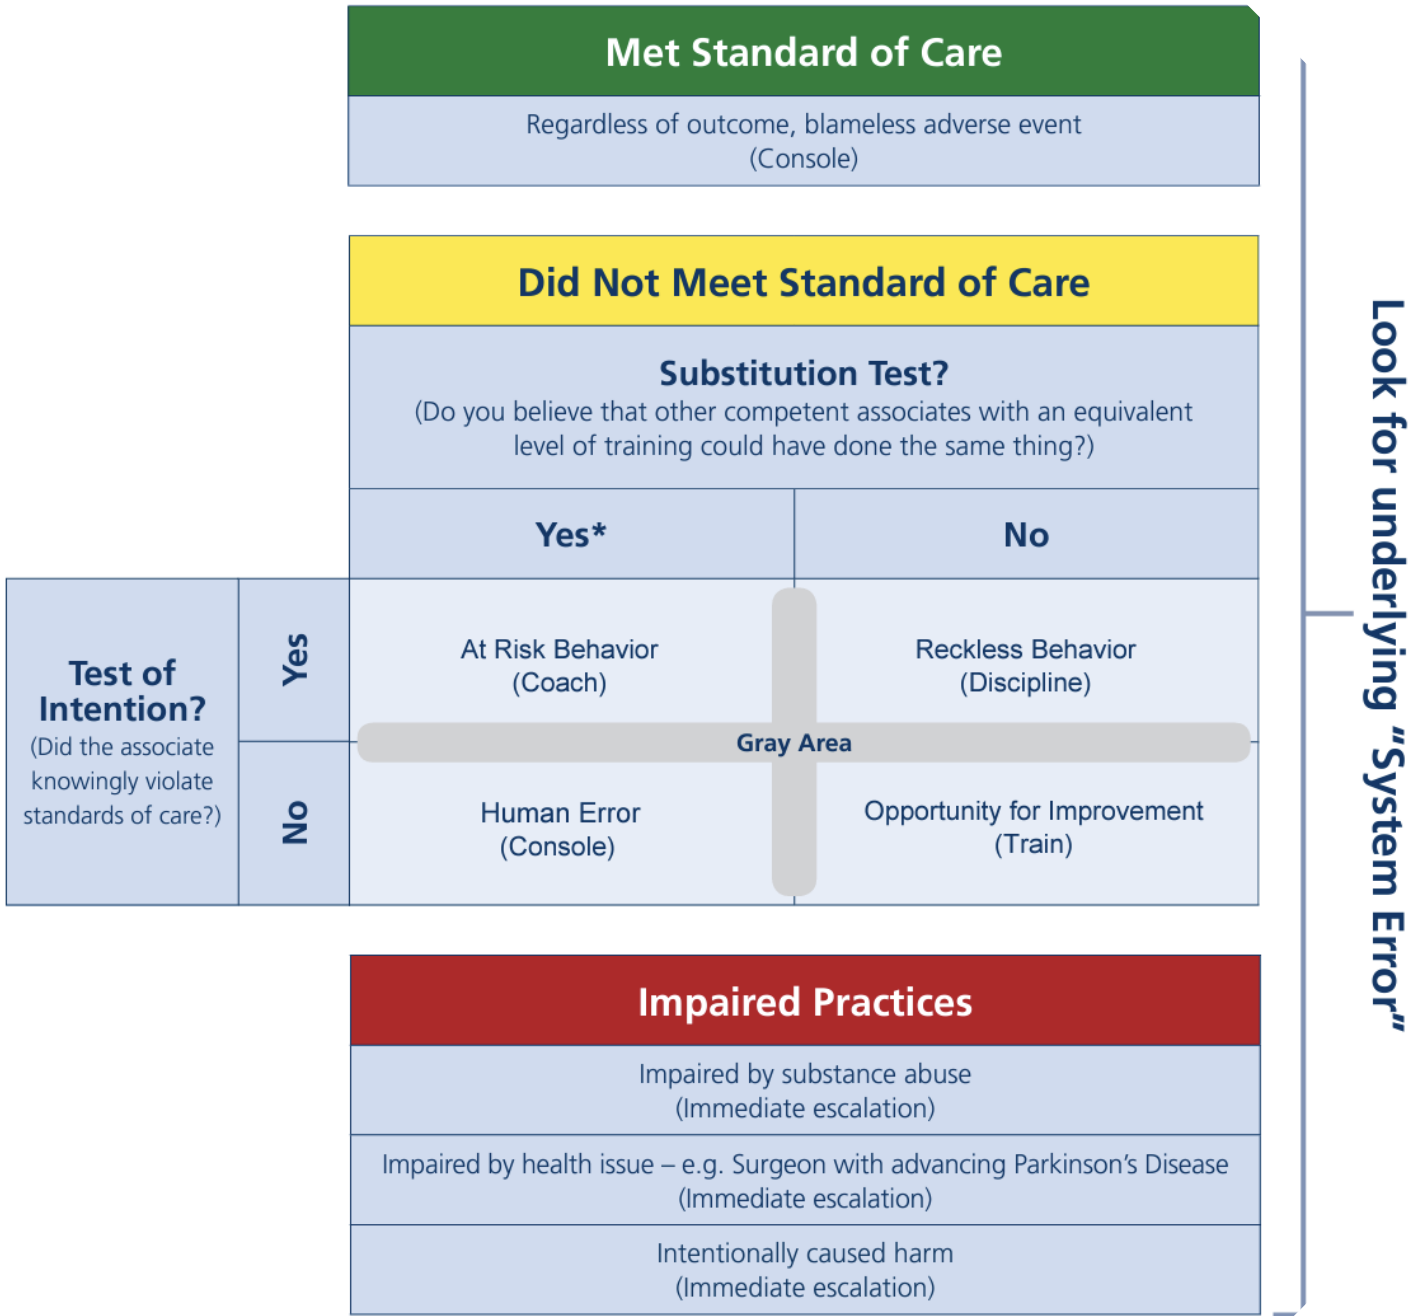 Met Standard of Care
Regardless of outcome, blameless adverse event
(Console)
Did Not Meet Standard of Care
Substitution Test?
(Do you believe that other competent associates with an equivalent
level of training could have done the same thing?)
Yes*
No
Test of
Intention?
(Did the associate
knowingly violate
standards of care?)
Yes
At Risk Behavior
(Coach)
Reckless Behavior
(Discipline)
Gray Area
No
Human Error
(Console)
Opportunity for Improvement
(Train)
Impaired Practices
Impaired by substance abuse
(Immediate escalation)
Impaired by health issue – e.g. Surgeon with advancing Parkinson’s Disease
(Immediate escalation)
Intentionally caused harm
(Immediate escalation)
Look for underlying “System Error”